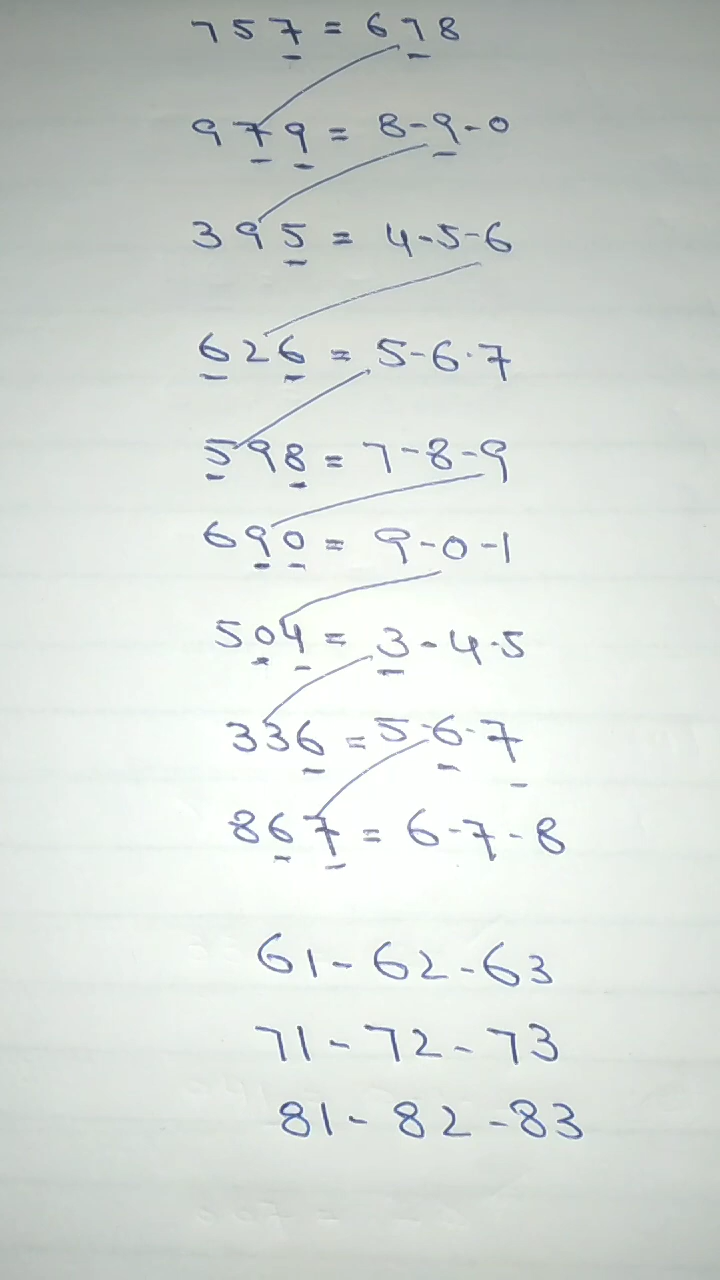 757 = 678
979 = 8-9-0
395 = 4-5-6
626 = 5-6-7
598 = 7-8-9
690 = 9-0-1
504 = 3-4-5
336 = 5-6-7
867 = 6-7-8
61-62-63
71-72-73
81-82-83